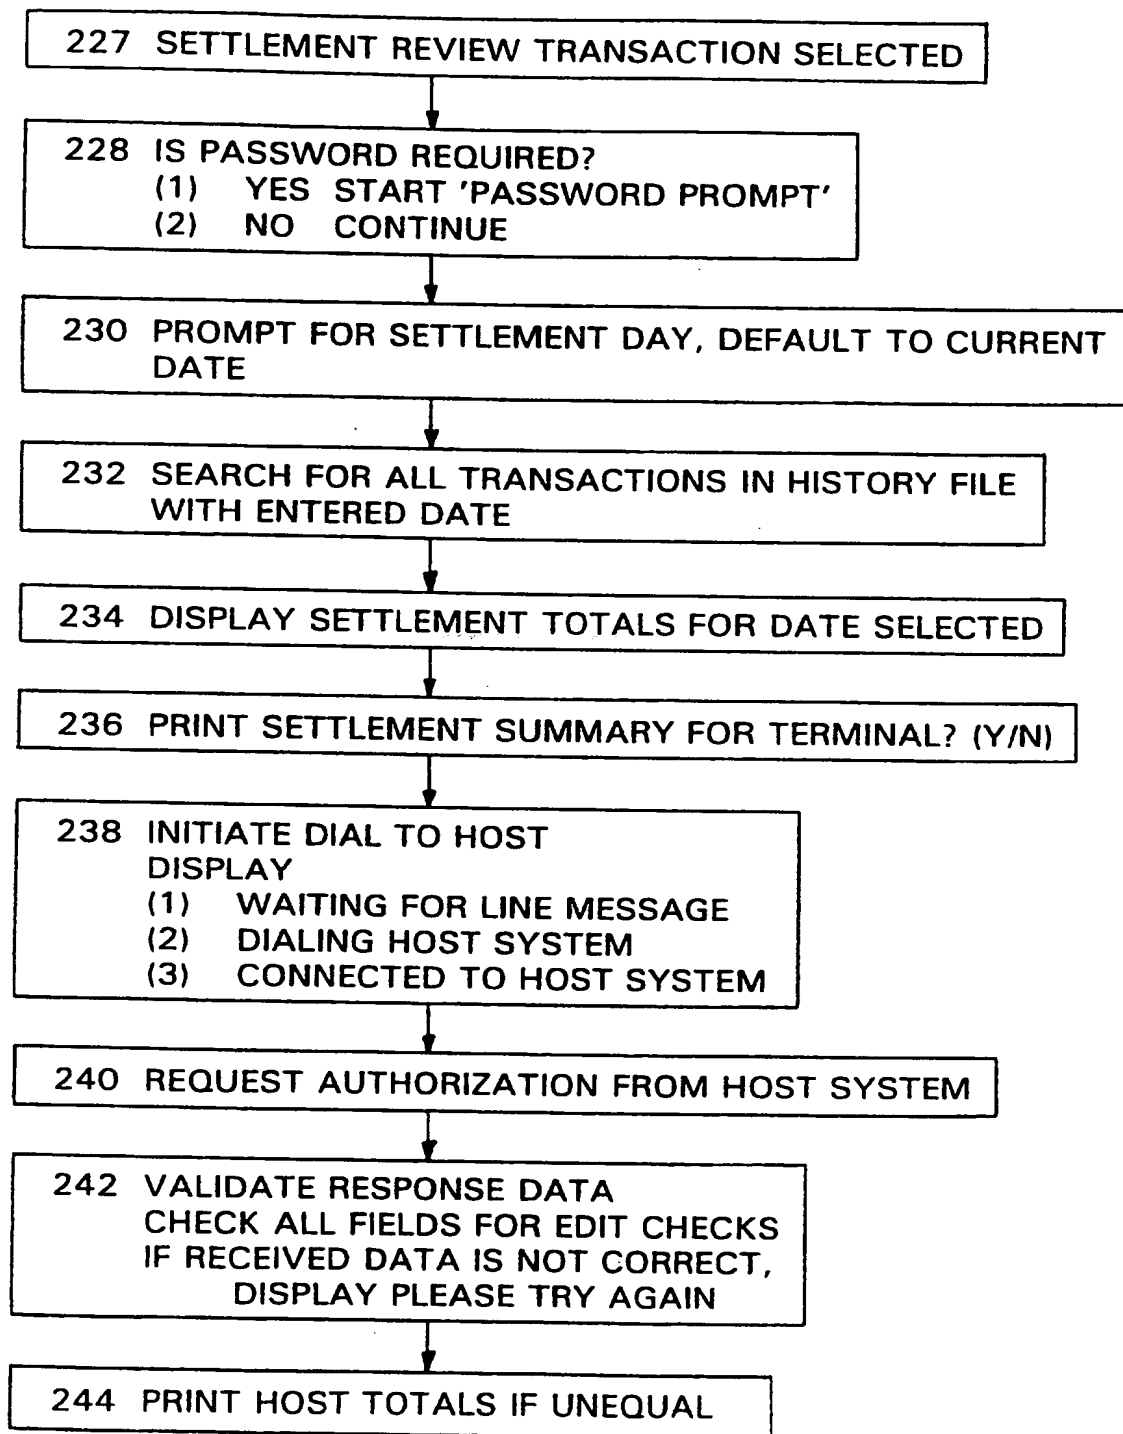 227 SETTLEMENT REVIEW TRANSACTION SELECTED
228 IS PASSWORD REQUIRED?
(1) YES START 'PASSWORD PROMPT'
(2) NO CONTINUE
230 PROMPT FOR SETTLEMENT DAY, DEFAULT TO CURRENT
DATE
232 SEARCH FOR ALL TRANSACTIONS IN HISTORY FILE
WITH ENTERED DATE
234 DISPLAY SETTLEMENT TOTALS FOR DATE SELECTED
236 PRINT SETTLEMENT SUMMARY FOR TERMINAL? (Y/N)
238 INITIATE DIAL TO HOST
DISPLAY
(1) WAITING FOR LINE MESSAGE
(2) DIALING HOST SYSTEM
(3) CONNECTED TO HOST SYSTEM
240 REQUEST AUTHORIZATION FROM HOST SYSTEM
242 VALIDATE RESPONSE DATA
CHECK ALL FIELDS FOR EDIT CHECKS
IF RECEIVED DATA IS NOT CORRECT,
DISPLAY PLEASE TRY AGAIN
244 PRINT HOST TOTALS IF UNEQUAL